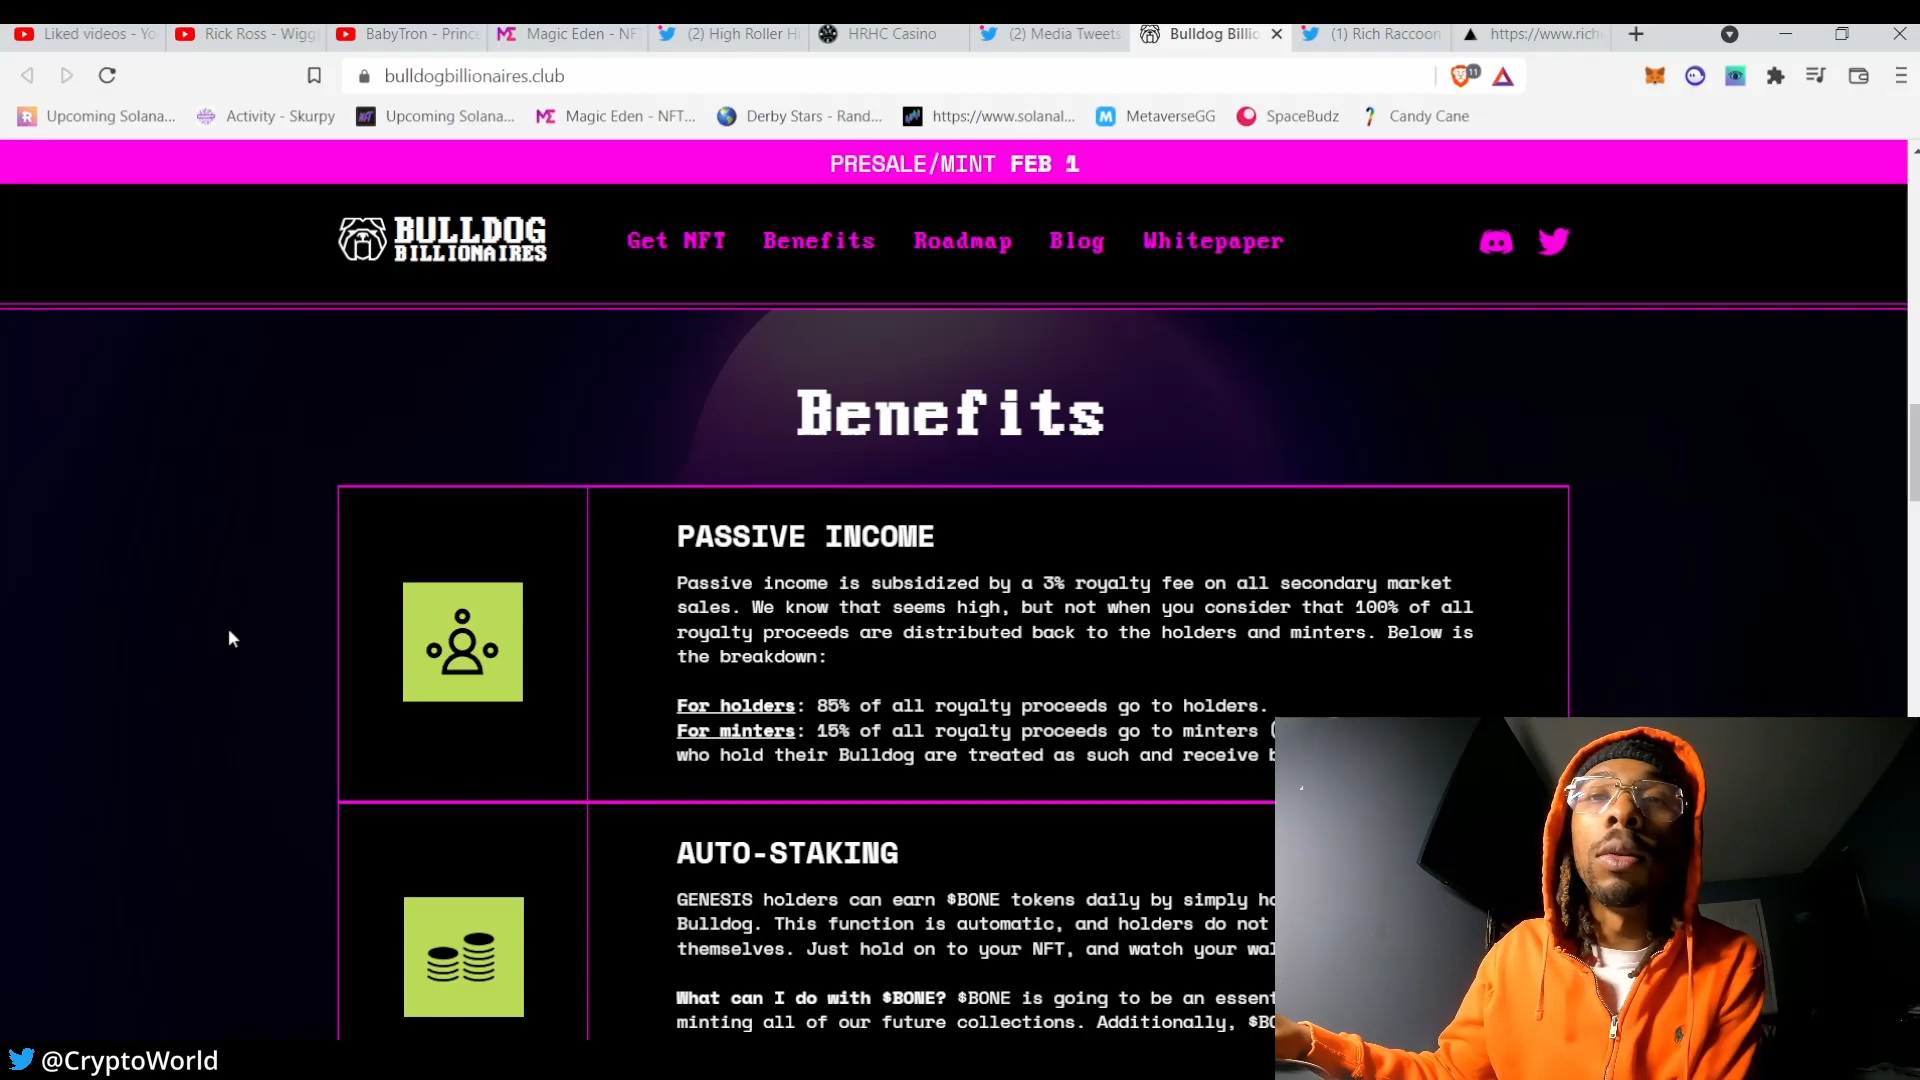 Liked videos - Yo
Rick Ross - Wigg
BabyTron - Prince
Magic Eden - NF
(2) High Roller Hi
HRHC Casino
(2) Media Tweets
Bulldog Billio
(1) Rich Raccoon
https://www.rich
bulldogbillionaires.club
11
Upcoming Solana...
Activity - Skurpy
Upcoming Solana...
Magic Eden - NFT...
Derby Stars - Rand...
https://www.solanal...
MetaverseGG
SpaceBudz
Candy Cane
PRESALE/MINT FEB 1
BULLDOG
BILLIONAIRES
Get NFT
Benefits
Roadmap
Blog
Whitepaper
Benefits
PASSIVE INCOME
Passive income is subsidized by a 3% royalty fee on all secondary market
sales. We know that seems high, but not when you consider that 100% of all
royalty proceeds are distributed back to the holders and minters. Below is
the breakdown:
For holders: 85% of all royalty proceeds go to holders.
For minters: 15% of all royalty proceeds go to minters (
who hold their Bulldog are treated as such and receive b
AUTO-STAKING
GENESIS holders can earn $BONE tokens daily by simply ho
Bulldog. This function is automatic, and holders do not
themselves. Just hold on to your NFT, and watch your wal
What can I do with $BONE? $BONE is going to be an essent
minting all of our future collections. Additionally, $BO
@CryptoWorld